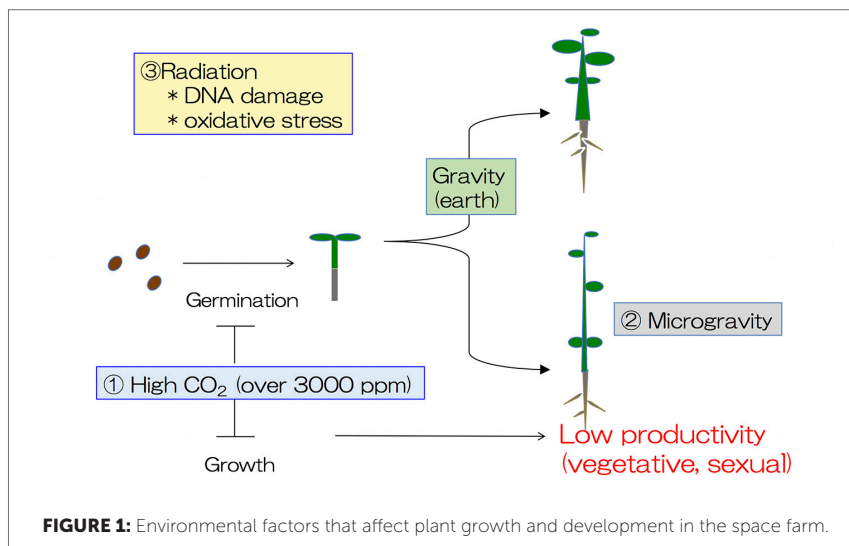 ③Radiation
* DNA damage
* oxidative stress
Gravity
(earth)
Germination
② Microgravity
① High CO₂ (over 3000 ppm)
Growth
Low productivity
(vegetative, sexual)
FIGURE 1: Environmental factors that affect plant growth and development in the space farm.